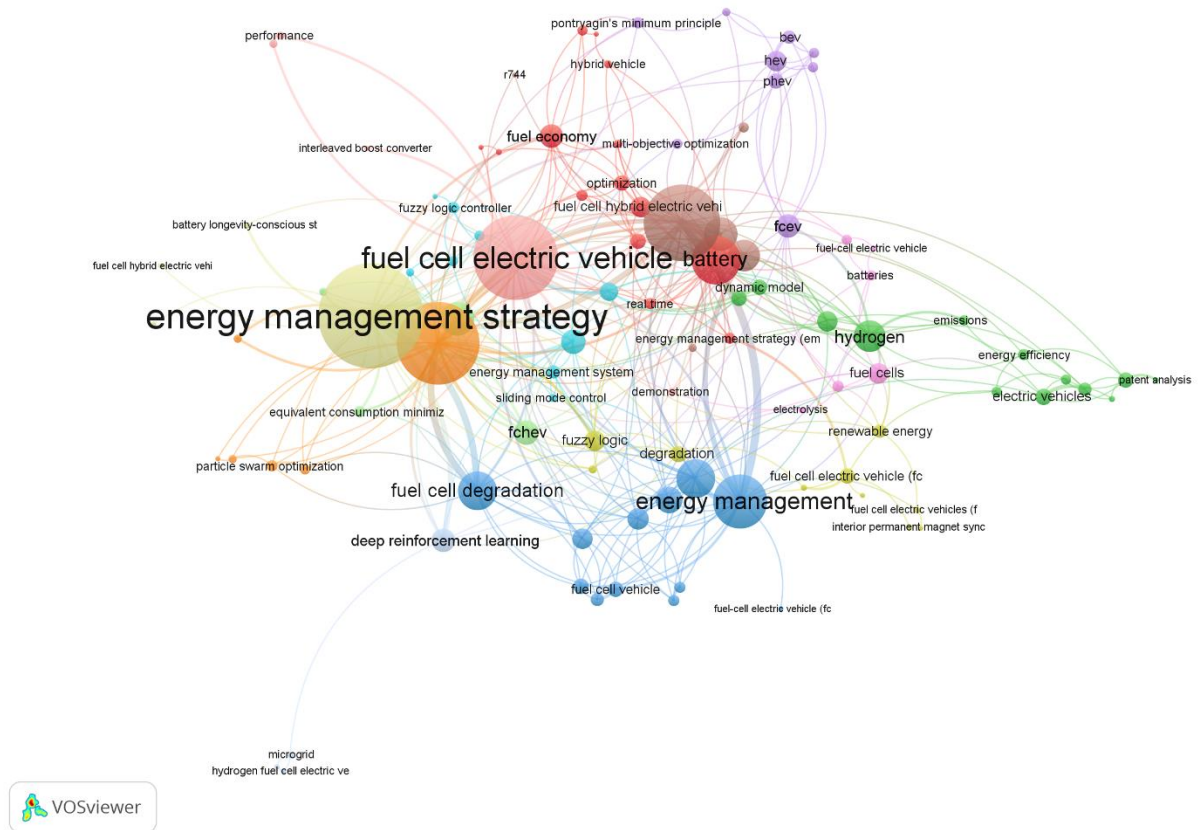 pontryagin's minimum principle
performance
bev
hev
hybrid vehicle
r744
phev
fuel economy
interleaved boost converter
multi-objective optimization
optimization
fuzzy logic controller
fuel cell hybrid electric vehi
battery longevity-conscious st
fcev
fuel-cell electric vehicle
fuel cell electric vehicle
battery
fuel cell hybrid electric vehi
batteries
dynamic model
real time
energy management strategy
emissions
hydrogen
energy management strategy (em
energy efficiency
energy management system
fuel cells
patent analysis
demonstration
sliding mode control
electric vehicles
equivalent consumption minimiz
electrolysis
fchev
renewable energy
fuzzy logic
degradation
particle swarm optimization
fuel cell electric vehicle (fc
fuel cell degradation
energy management
fuel cell electric vehicles (f
interior permanent magnet sync
deep reinforcement learning
fuel cell vehicle
fuel-cell electric vehicle (fc
microgrid
hydrogen fuel cell electric ve
VOSviewer